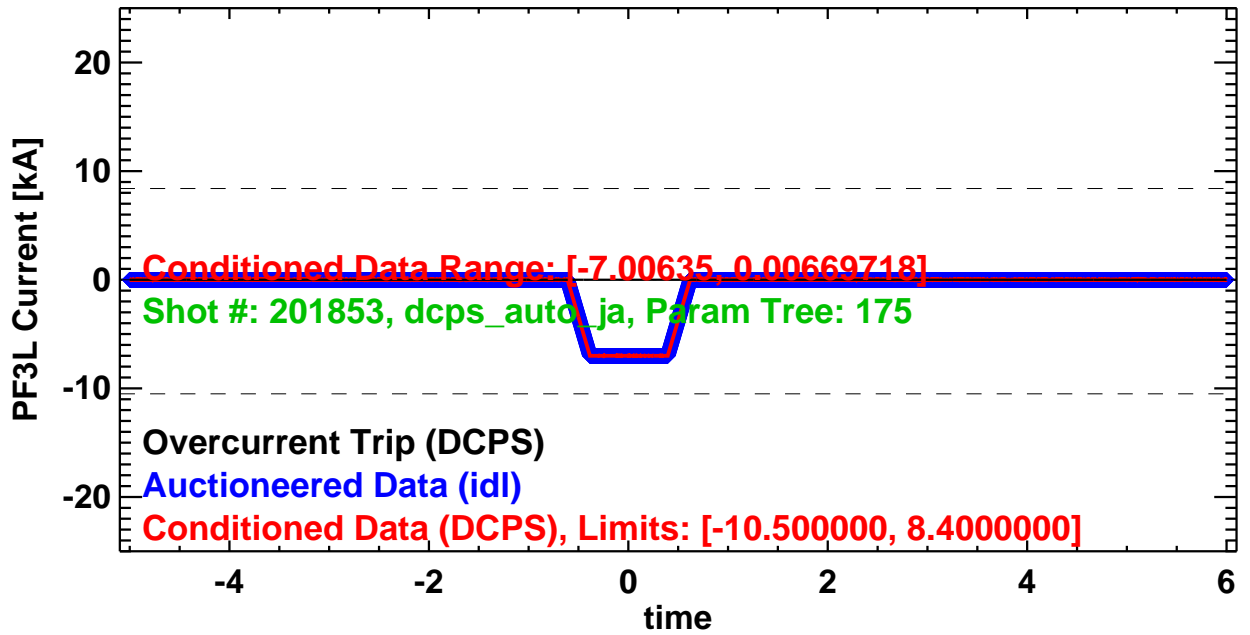 20
10
0
-10
-20
PF3L Current [kA]
Conditioned Data Range: [-7.00635, 0.00669718]
Shot #: 201853, dcps_auto_ja, Param Tree: 175
Overcurrent Trip (DCPS)
Auctioneered Data (idl)
Conditioned Data (DCPS), Limits: [-10.500000, 8.4000000]
-4 -2 0 2 4 6
time